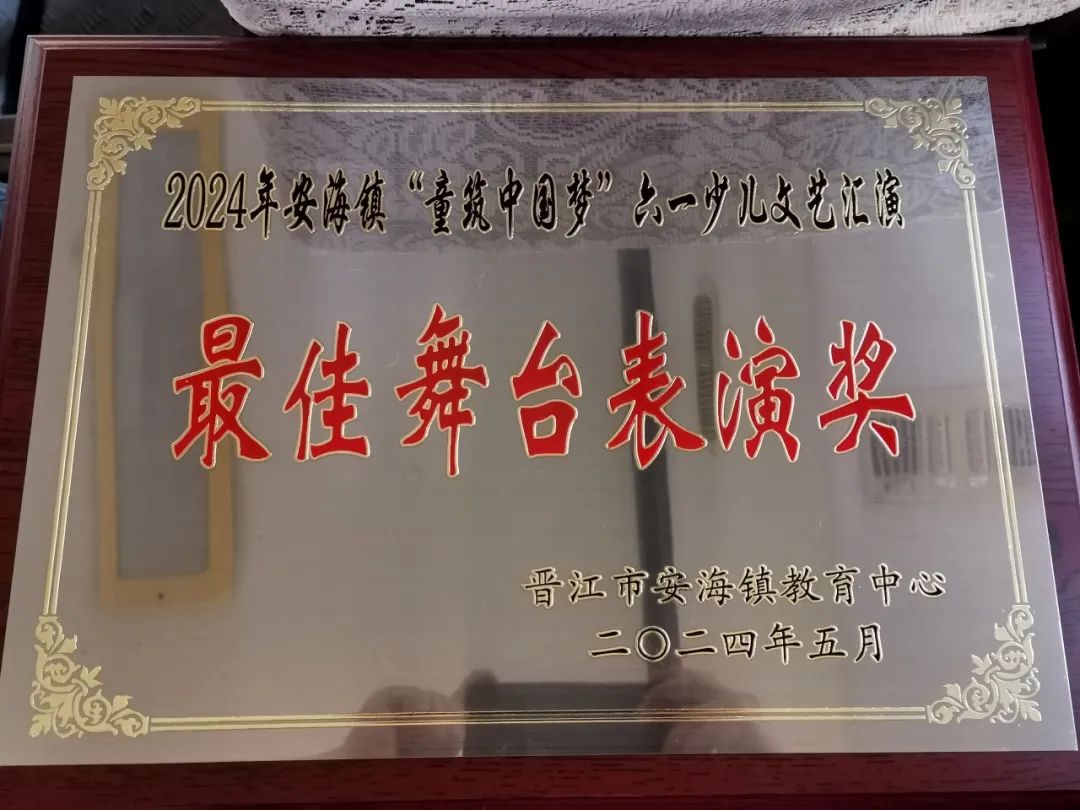 2024年安海镇“童筑中国梦”六一少儿文艺汇演
最佳舞台表演奖
晋江市安海镇教育中心
二〇二四年五月